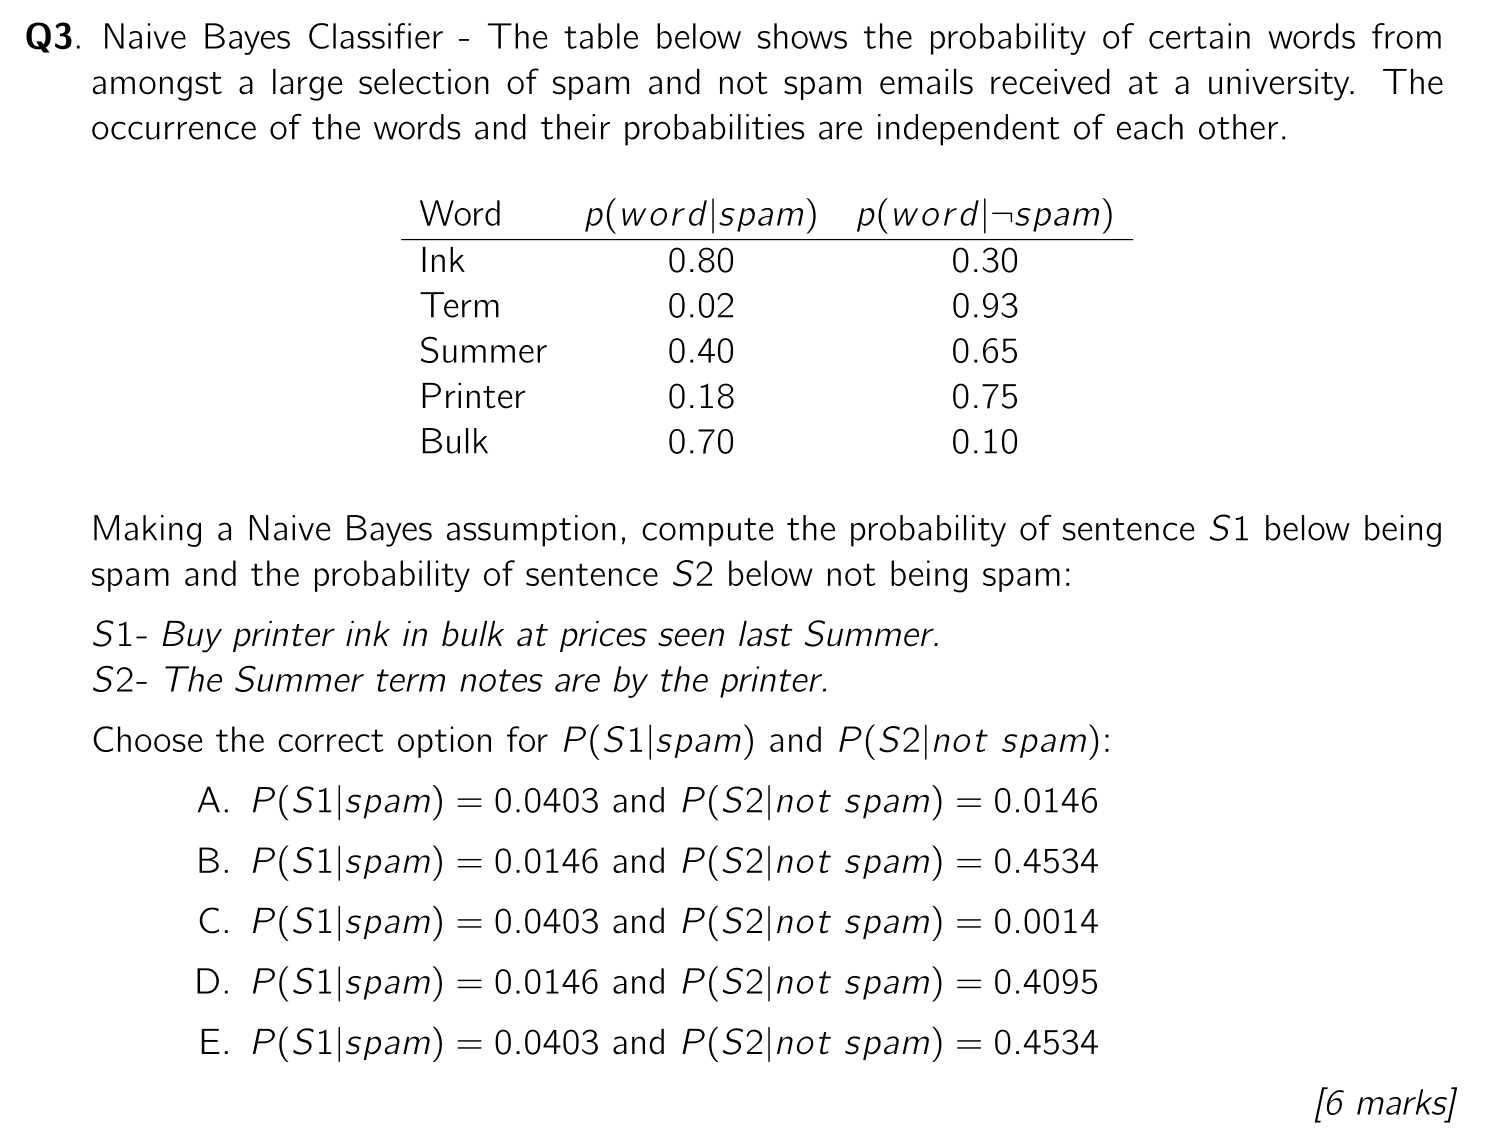 Q3. Naive Bayes Classifier - The table below shows the probability of certain words from
amongst a large selection of spam and not spam emails received at a university. The
occurrence of the words and their probabilities are independent of each other.
Word p(word|spam) p(word|¬spam)
Ink 0.80 0.30
Term 0.02 0.93
Summer 0.40 0.65
Printer 0.18 0.75
Bulk 0.70 0.10
Making a Naive Bayes assumption, compute the probability of sentence S1 below being
spam and the probability of sentence S2 below not being spam:
S1- Buy printer ink in bulk at prices seen last Summer.
S2- The Summer term notes are by the printer.
Choose the correct option for P(S1|spam) and P(S2|not spam):
A. P(S1|spam) = 0.0403 and P(S2|not spam) = 0.0146
B. P(S1|spam) = 0.0146 and P(S2|not spam) = 0.4534
C. P(S1|spam) = 0.0403 and P(S2|not spam) = 0.0014
D. P(S1|spam) = 0.0146 and P(S2|not spam) = 0.4095
E. P(S1|spam) = 0.0403 and P(S2|not spam) = 0.4534
[6 marks]